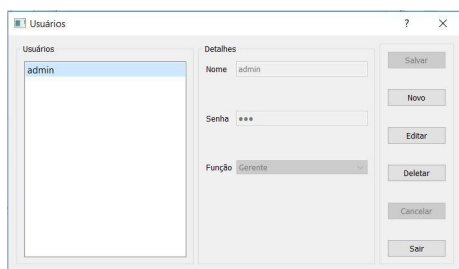 Usuários
Usuários
admin
Detalhes
Nome admin
Senha ●●●
Função Gerente
Salvar
Novo
Editar
Deletar
Cancelar
Sair